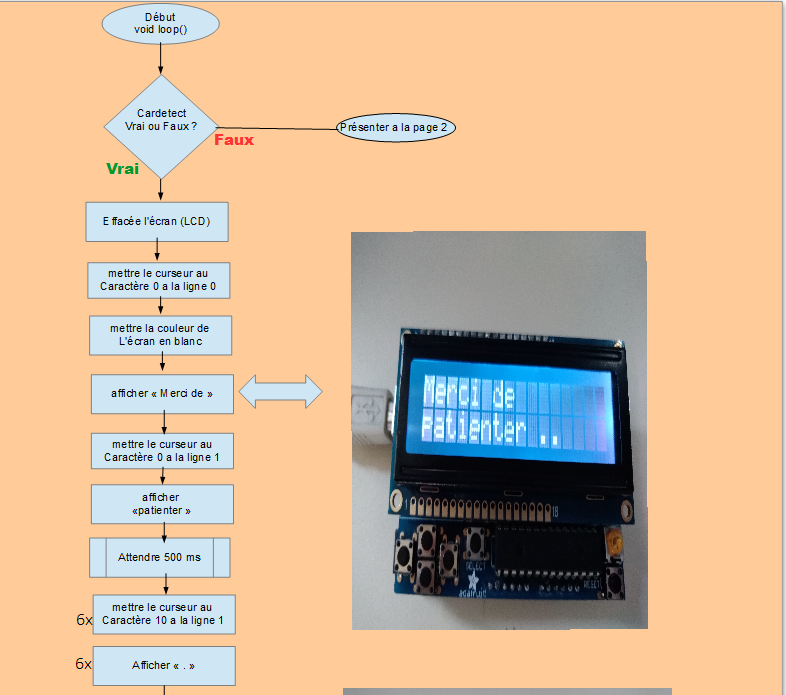 Début
void loop()
Cardetect
Vrai ou Faux ?
Faux
Présenter a la page 2
Vrai
Effacée l'écran (LCD)
mettre le curseur au
Caractère 0 a la ligne 0
mettre la couleur de
L'écran en blanc
afficher « Merci de »
mettre le curseur au
Caractère 0 a la ligne 1
afficher
«patienter »
Attendre 500 ms
6x
mettre le curseur au
Caractère 10 a la ligne 1
6x
Afficher « . »
Merci de
patienter ..
1
18
SELECT
RESET
adafruit